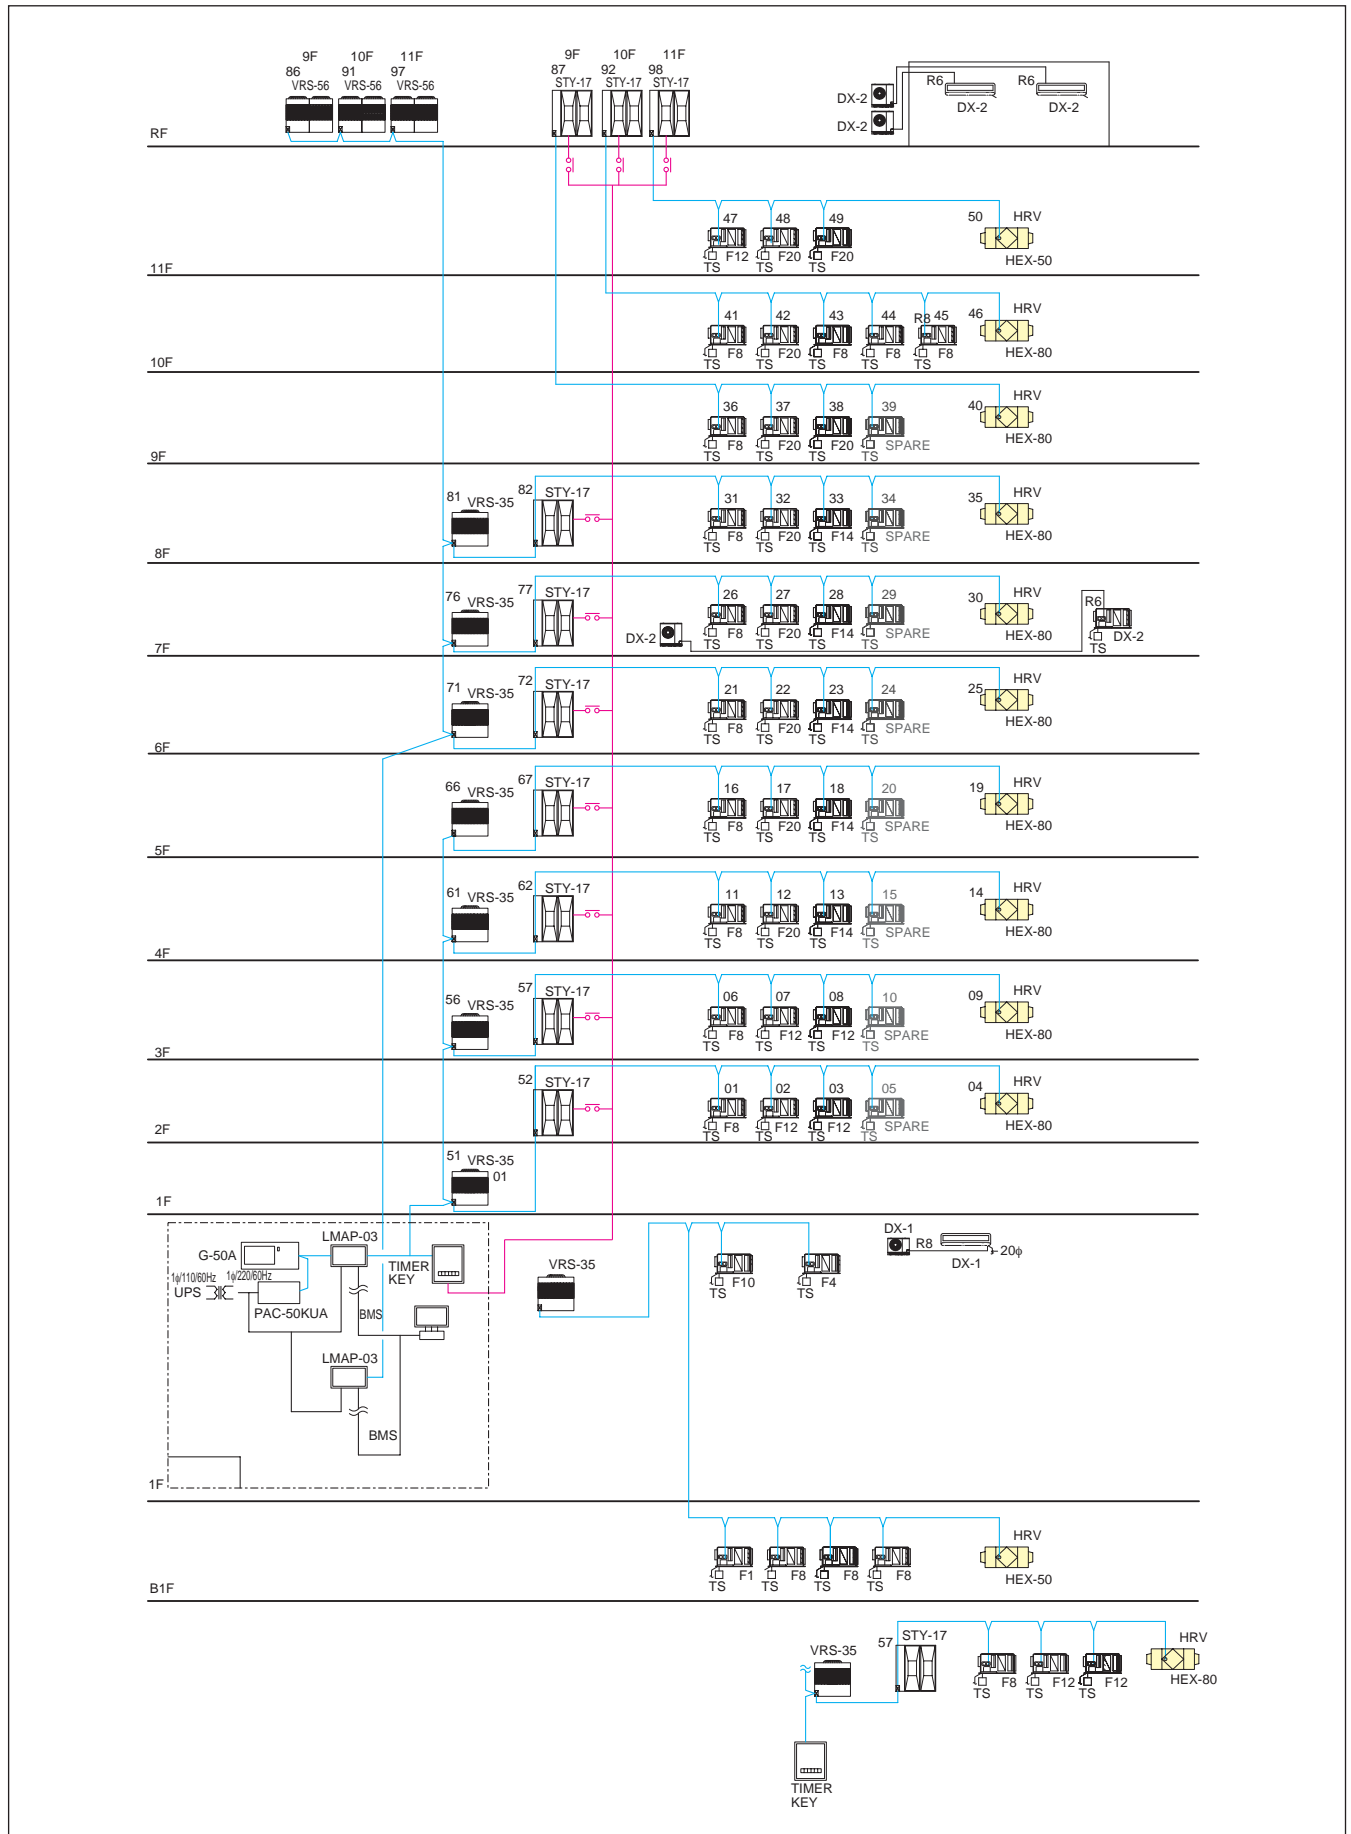 9F 10F 11F
86 91 97
VRS-56 VRS-56 VRS-56
9F 10F 11F
87 92 98
STY-17 STY-17 STY-17
R6 R6
DX-2 DX-2 DX-2
DX-2
RF
47 48 49 50 HRV
F12 F20 F20 HEX-50
TS TS TS
11F
41 42 43 44 R8 45 46 HRV
F8 F20 F8 F8 F8 HEX-80
TS TS TS TS TS
10F
36 37 38 39 40 HRV
F8 F20 F20 SPARE HEX-80
TS TS TS TS
9F
81 VRS-35 82 STY-17 31 32 33 34 35 HRV
F8 F20 F14 SPARE HEX-80
TS TS TS TS
8F
76 VRS-35 77 STY-17 26 27 28 29 30 HRV R6
DX-2 F8 F20 F14 SPARE HEX-80 DX-2
TS TS TS TS TS
7F
71 VRS-35 72 STY-17 21 22 23 24 25 HRV
F8 F20 F14 SPARE HEX-80
TS TS TS TS
6F
66 VRS-35 67 STY-17 16 17 18 20 19 HRV
F8 F20 F14 SPARE HEX-80
TS TS TS TS
5F
61 VRS-35 62 STY-17 11 12 13 15 14 HRV
F8 F20 F14 SPARE HEX-80
TS TS TS TS
4F
56 VRS-35 57 STY-17 06 07 08 10 09 HRV
F8 F12 F12 SPARE HEX-80
TS TS TS TS
3F
52 STY-17 01 02 03 05 04 HRV
F8 F12 F12 SPARE HEX-80
TS TS TS TS
2F
51 VRS-35
01
1F
LMAP-03
G-50A
TIMER
KEY
1ϕ/110/60Hz 1ϕ/220/60Hz
UPS
PAC-50KUA
BMS
LMAP-03
BMS
VRS-35
F10 F4
TS TS
DX-1
R8
DX-1
20ϕ
1F
HRV
F1 F8 F8 F8 HEX-50
TS TS TS TS
B1F
VRS-35 57 STY-17 HRV
F8 F12 F12 HEX-80
TS TS TS
TIMER
KEY